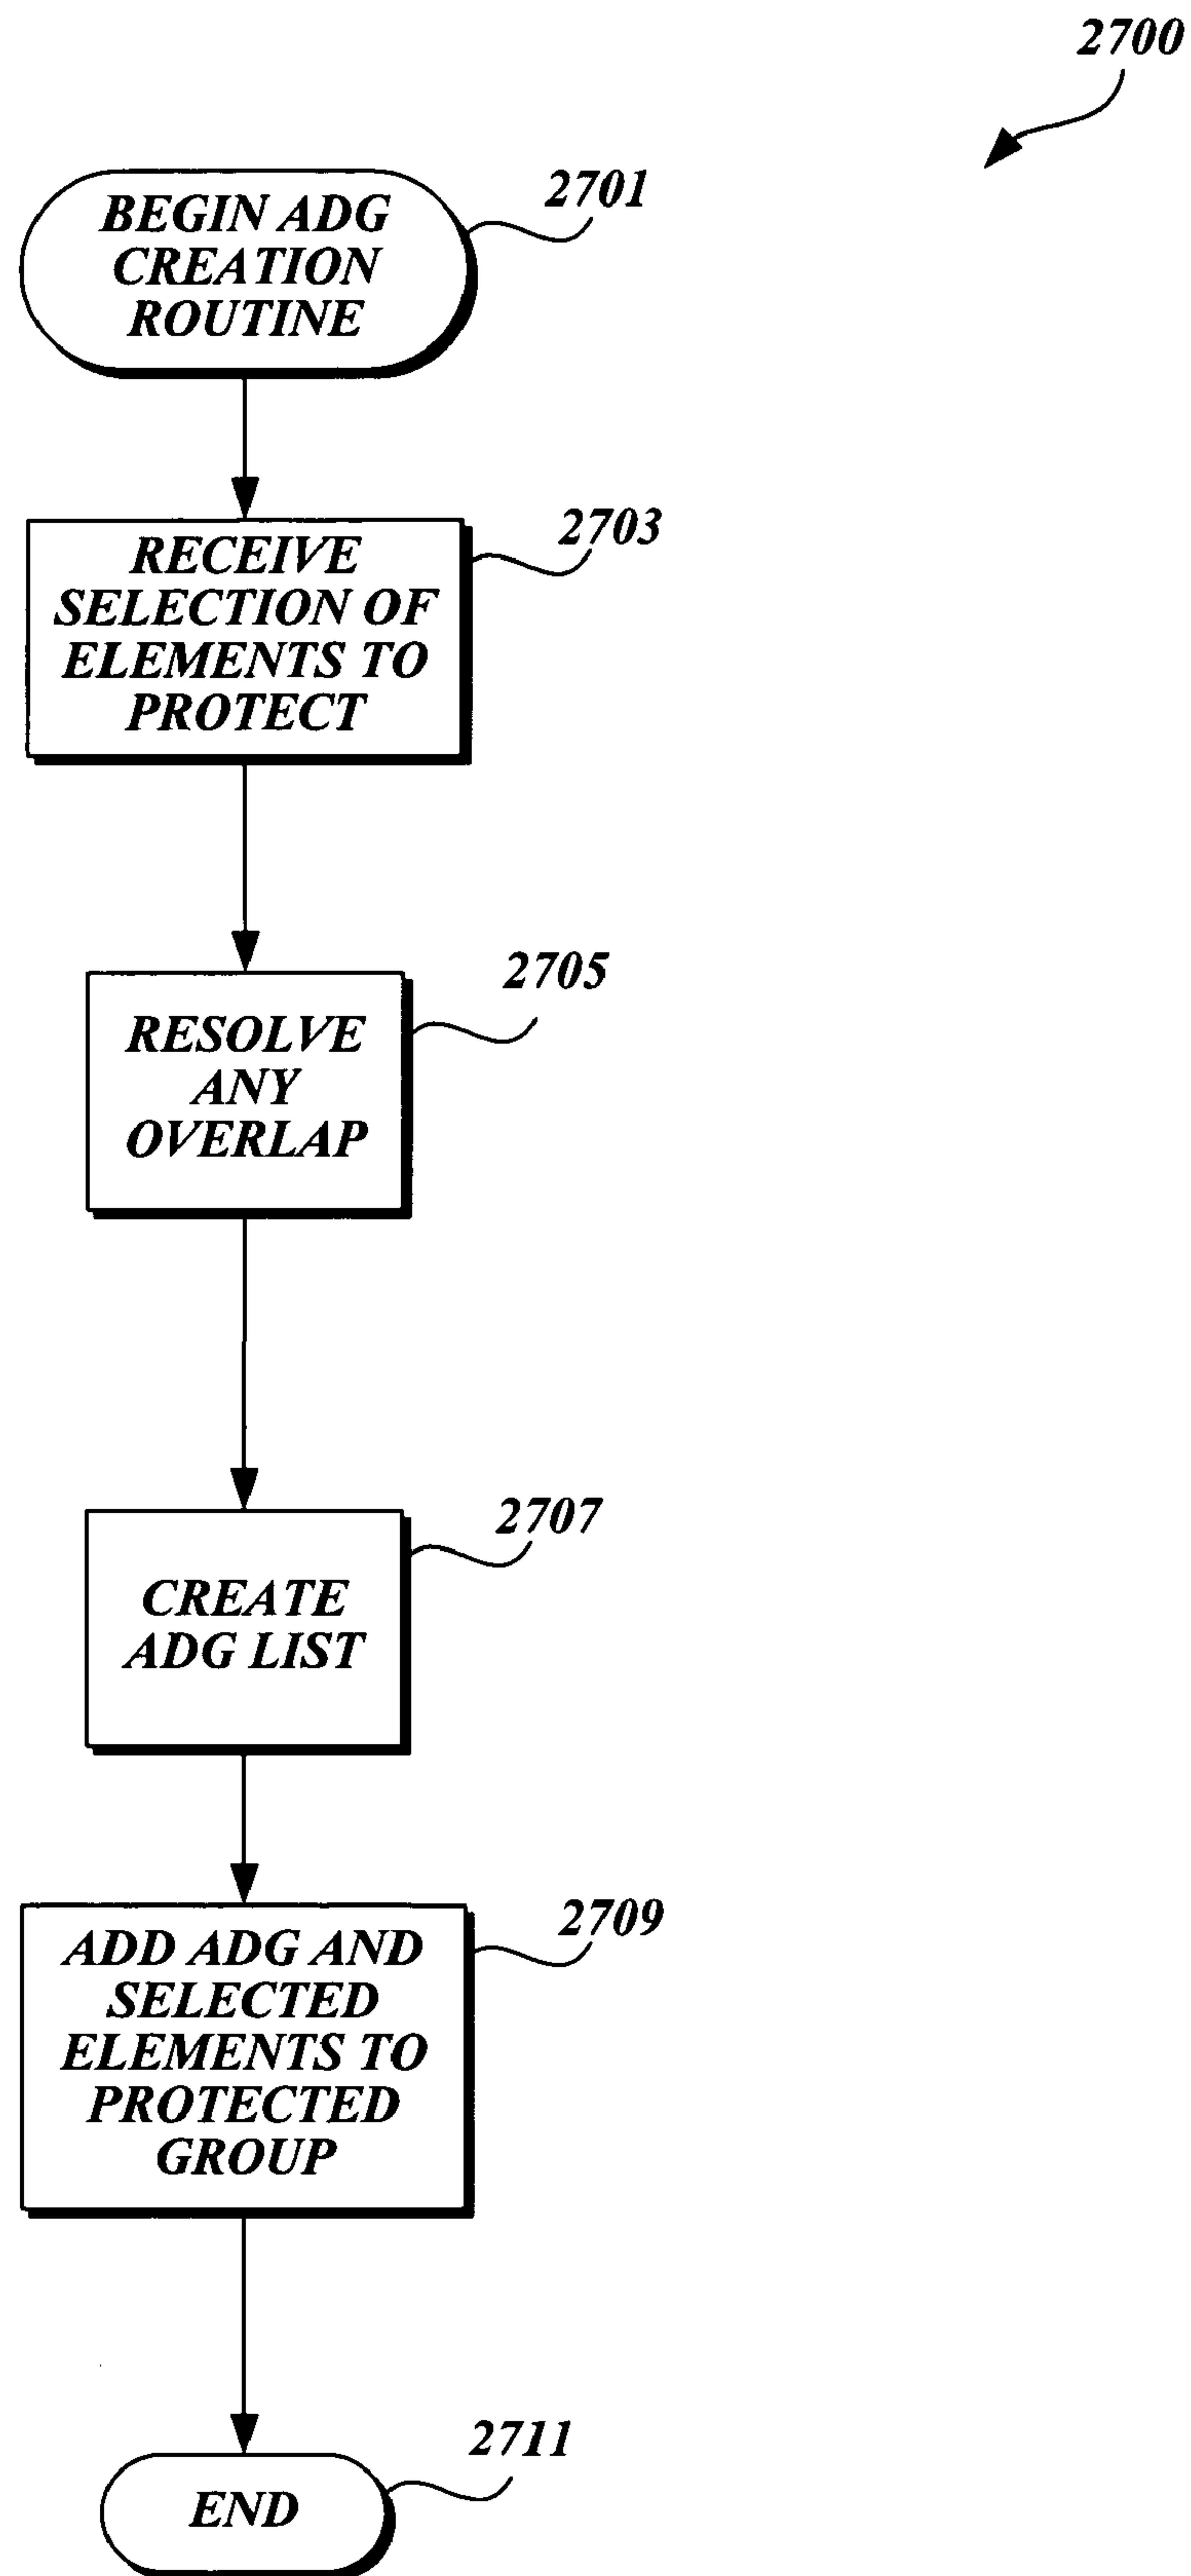 2700
2701
BEGIN ADG
CREATION
ROUTINE
2703
RECEIVE
SELECTION OF
ELEMENTS TO
PROTECT
2705
RESOLVE
ANY
OVERLAP
2707
CREATE
ADG LIST
2709
ADD ADG AND
SELECTED
ELEMENTS TO
PROTECTED
GROUP
2711
END